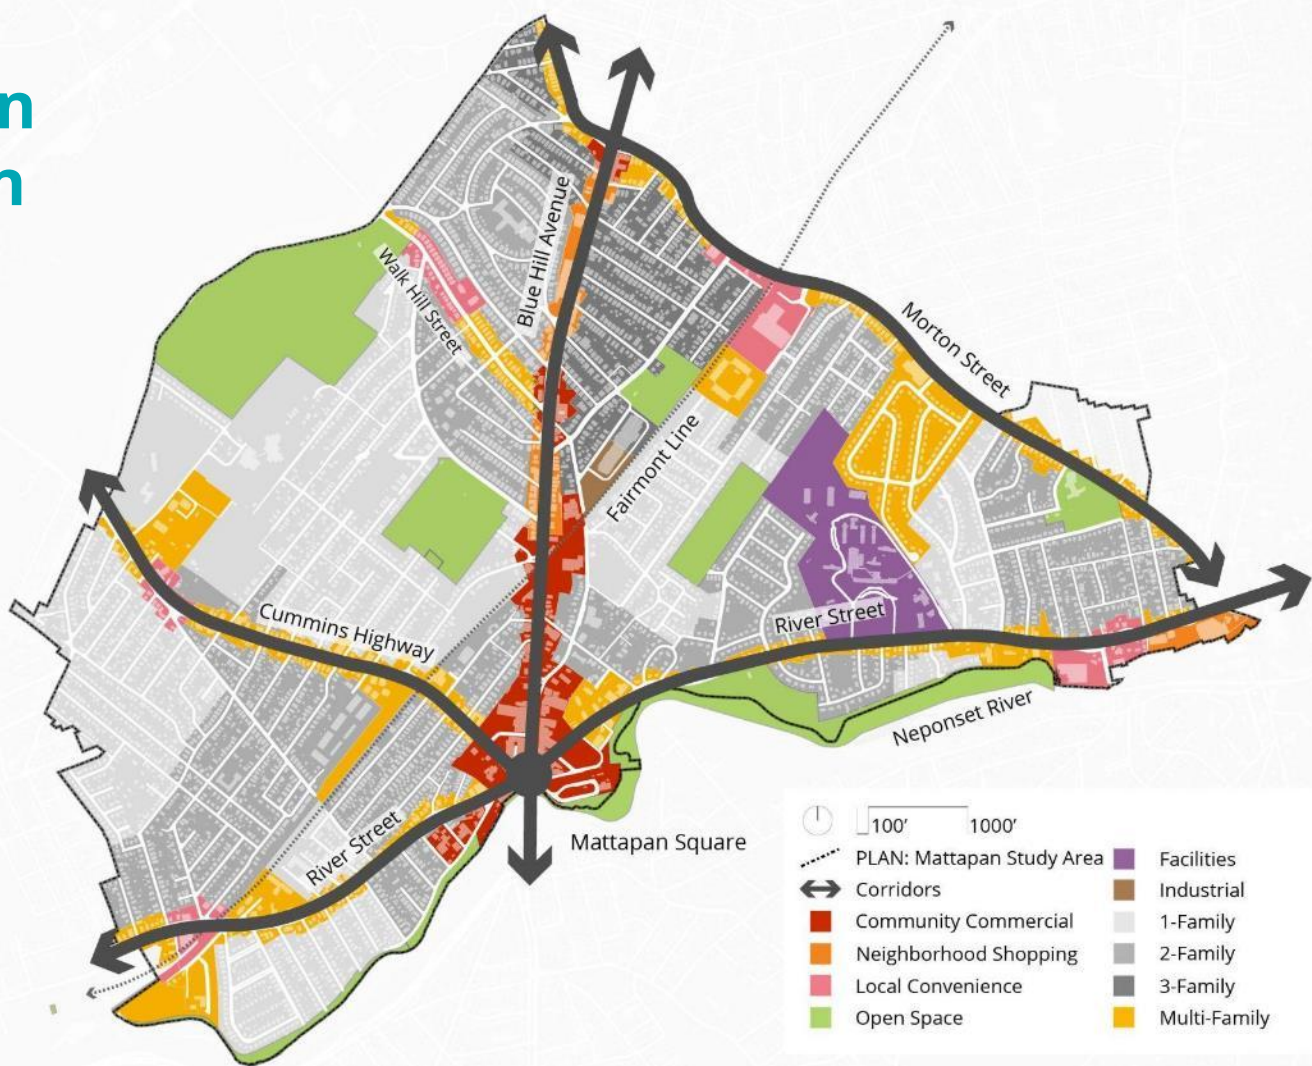 n
n
Blue Hill Avenue
Walk Hill Street
Morton Street
Fairmont Line
Cummins Highway
River Street
Neponset River
River Street
Mattapan Square
100' 1000'
PLAN: Mattapan Study Area
Corridors
Community Commercial
Neighborhood Shopping
Local Convenience
Open Space
Facilities
Industrial
1-Family
2-Family
3-Family
Multi-Family